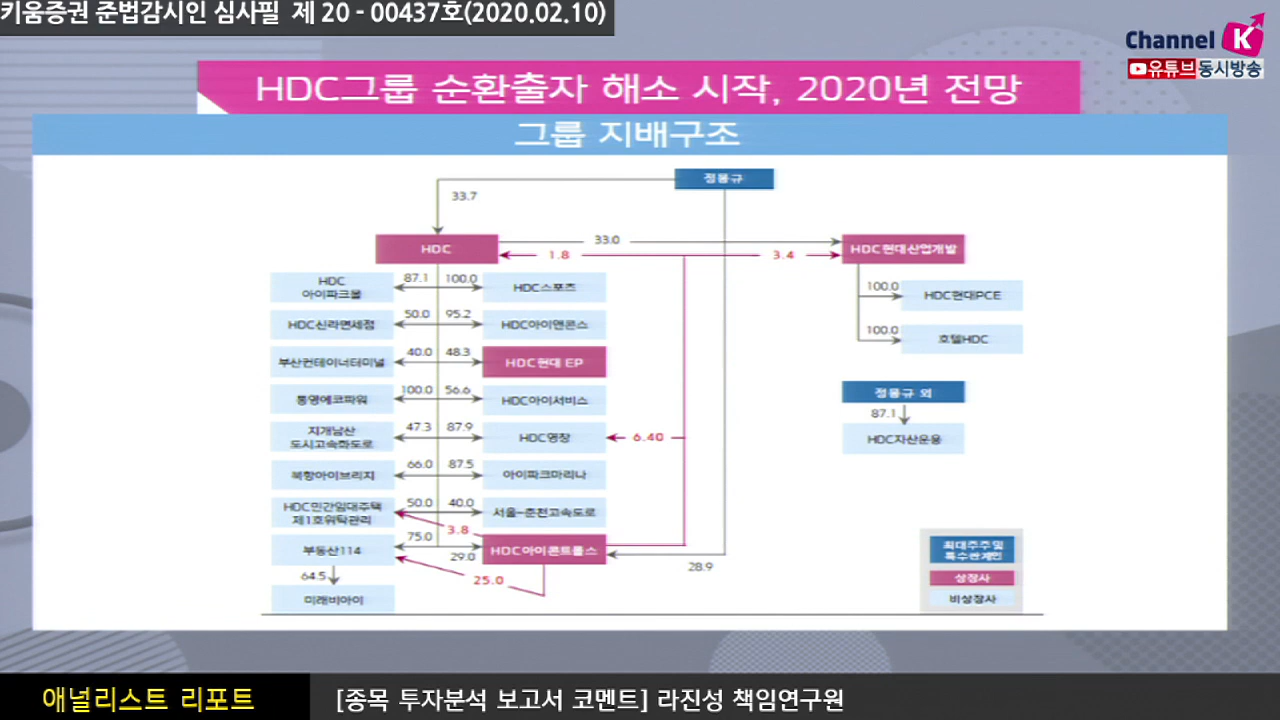 키움증권 준법감시인 심사필 제 20 - 00437호(2020.02.10)
Channel K
유튜브동시방송
HDC그룹 순환출자 해소 시작, 2020년 전망
그룹 지배구조
정몽규
33.7
HDC
33.0
1.8
3.4
HDC현대산업개발
HDC
아이파크몰
87.1
100.0
HDC스포츠
100.0
HDC현대PCE
HDC신라면세점
50.0
95.2
HDC아이앤콘스
100.0
호텔HDC
부산컨테이너터미널
40.0
48.3
HDC현대 EP
통영에코파워
100.0
56.6
HDC아이서비스
정몽규 외
87.1
HDC자산운용
지개남산
도시고속화도로
47.3
87.9
HDC영창
6.40
북항아이브리지
66.0
87.5
아이파크마리나
HDC민간임대주택
제1호위탁관리
50.0
40.0
서울-춘천고속도로
3.8
부동산114
75.0
29.0
HDC아이콘트롤스
28.9
25.0
64.5
미래비아이
최대주주및
특수관계인
상장사
비상장사
애널리스트 리포트
[종목 투자분석 보고서 코멘트] 라진성 책임연구원